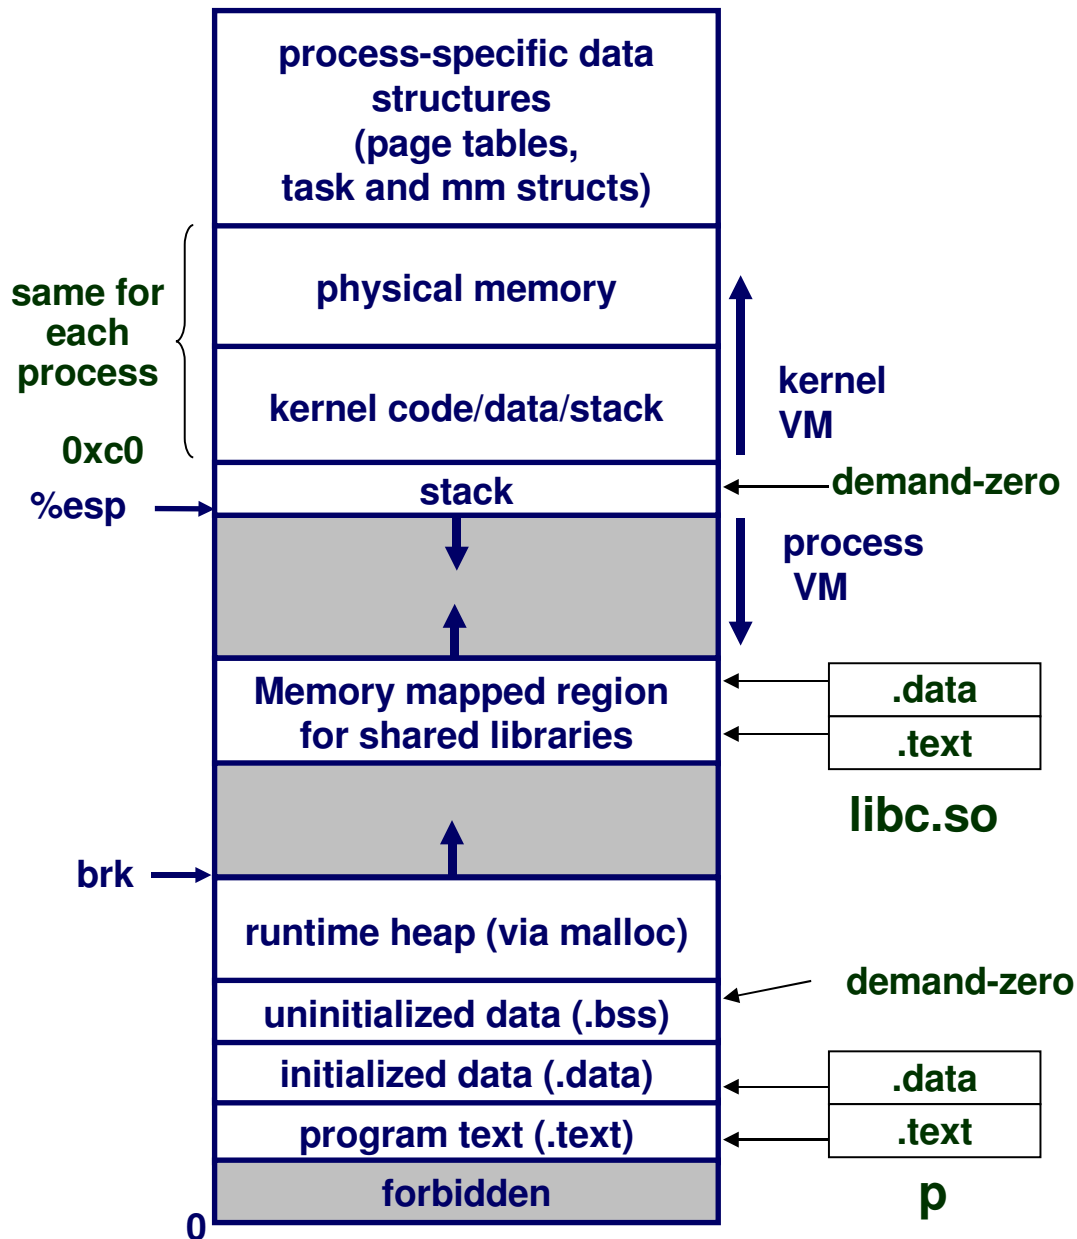 process-specific data
structures
(page tables,
task and mm structs)
same for
each
process
physical memory
kernel code/data/stack
kernel
VM
0xc0
%esp
stack
demand-zero
process
VM
Memory mapped region
for shared libraries
.data
.text
libc.so
brk
runtime heap (via malloc)
uninitialized data (.bss)
demand-zero
initialized data (.data)
program text (.text)
.data
.text
p
forbidden
0